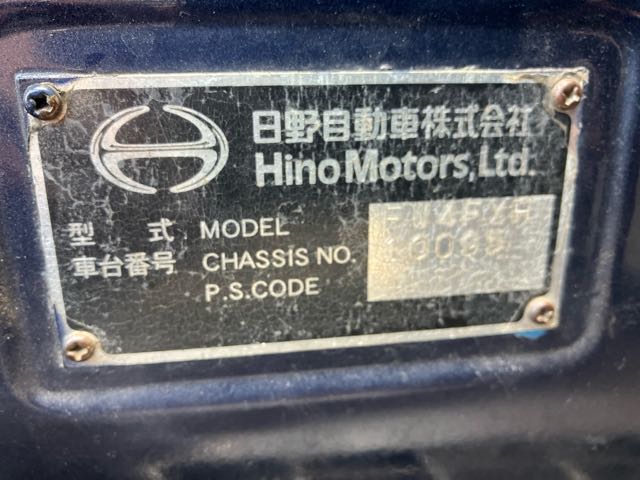 日野自動車株式会社
Hino Motors, Ltd.
型 式 MODEL
車台番号 CHASSIS NO.
P.S.CODE